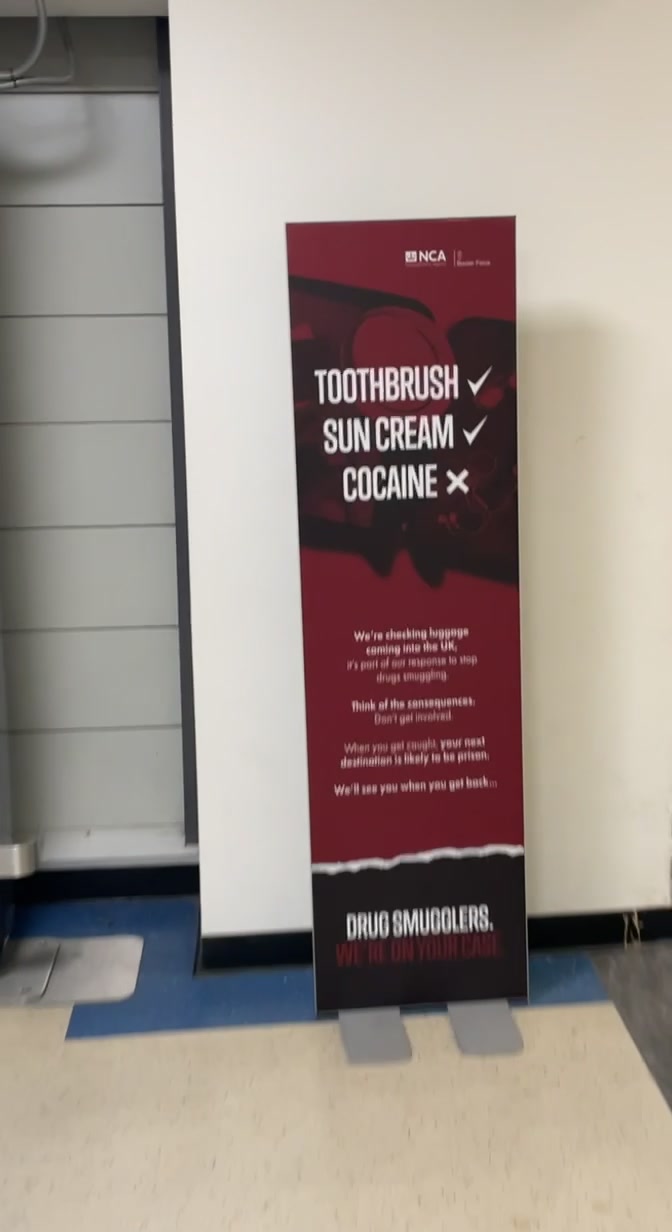 NCA
Border Force
TOOTHBRUSH ✓
SUN CREAM ✓
COCAINE ✕
We're checking luggage
coming into the UK,
it's part of our response to stop
drugs smuggling.
Think of the consequences.
Don't get involved.
When you get caught, your next
destination is likely to be prison.
We'll see you when you get back...
DRUG SMUGGLERS.
WE'RE ON YOUR CASE.